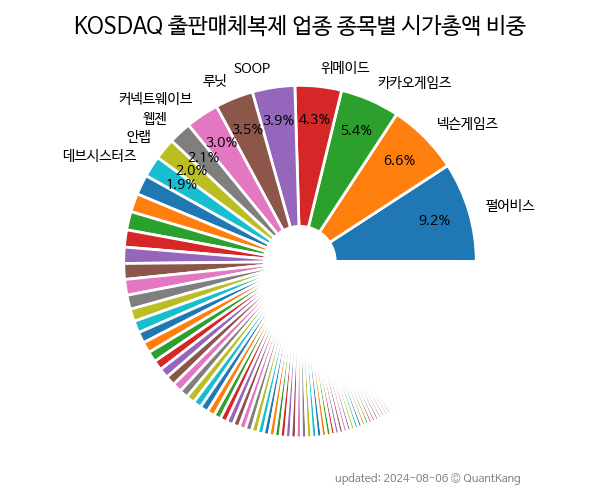 KOSDAQ 출판매체복제 업종 종목별 시가총액 비중
위메이드
SOOP
카카오게임즈
루닛
커넥트웨이브
웹젠
넥슨게임즈
안랩
데브시스터즈
펄어비스
4.3%
3.9%
5.4%
3.5%
3.0%
2.1%
6.6%
2.0%
1.9%
9.2%
updated: 2024-08-06 © QuantKang